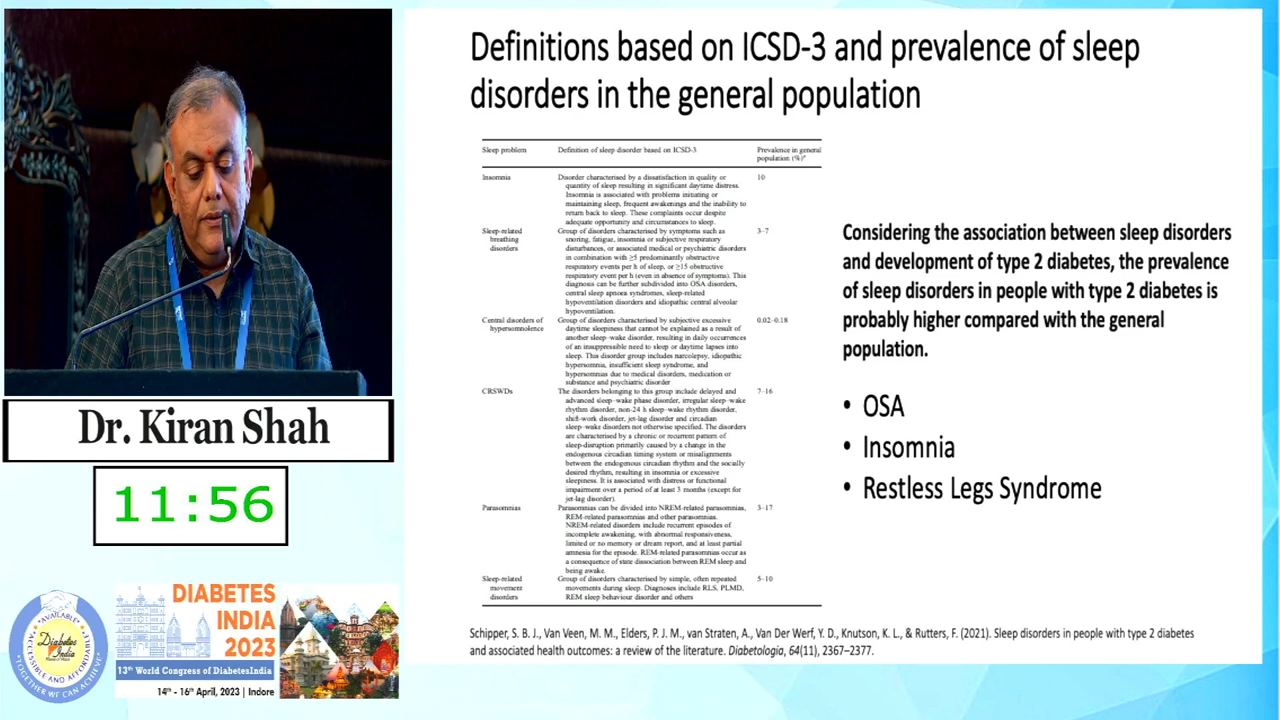 Definitions based on ICSD-3 and prevalence of sleep
disorders in the general population
Sleep problem
Definition of sleep disorder based on ICSD-3
Prevalence in general
population (%)ª
Insomnia
Disorder characterised by a dissatisfaction in quality or
quantity of sleep resulting in significant daytime distress.
Insomnia is associated with problems initiating or
maintaining sleep, frequent awakenings and the inability to
return back to sleep. These complaints occur despite
adequate opportunity and circumstances to sleep.
10
Sleep-related
breathing
disorders
Group of disorders characterised by symptoms such as
snoring, fatigue, insomnia or subjective respiratory
disturbances, or associated medical or psychiatric disorders
in combination with ≥5 predominantly obstructive
respiratory events per h of sleep, or ≥15 obstructive
respiratory event per h (even in absence of symptoms). This
diagnosis can be further subdivided into OSA disorders,
central sleep apnoea syndromes, sleep-related
hypoventilation disorders and idiopathic central alveolar
hypoventilation.
3–7
Central disorders of
hypersomnolence
Group of disorders characterised by subjective excessive
daytime sleepiness that cannot be explained as a result of
another sleep–wake disorder, resulting in daily occurrences
of an insuppressible need to sleep or daytime lapses into
sleep. This disorder group includes narcolepsy, idiopathic
hypersomnia, insufficient sleep syndrome, and
hypersomnias due to medical disorders, medication or
substance and psychiatric disorder
0.02–0.18
CRSWDs
The disorders belonging to this group include delayed and
advanced sleep–wake phase disorder, irregular sleep–wake
rhythm disorder, non-24 h sleep–wake rhythm disorder,
shift-work disorder, jet-lag disorder and circadian
sleep–wake disorders not otherwise specified. The disorders
are characterised by a chronic or recurrent pattern of
sleep-disruption primarily caused by a change in the
endogenous circadian timing system or misalignments
between the endogenous circadian rhythm and the socially
desired rhythm, resulting in insomnia or excessive
sleepiness. It is associated with distress or functional
impairment over a period of at least 3 months (except for
jet-lag disorder).
7–16
Parasomnias
Parasomnias can be divided into NREM-related parasomnias,
REM-related parasomnias and other parasomnias.
NREM-related disorders include recurrent episodes of
incomplete awakening, with abnormal responsiveness,
limited or no memory or dream report, and at least partial
amnesia for the episode. REM-related parasomnias occur as
a consequence of state dissociation between REM sleep and
being awake.
3–17
Sleep-related
movement
disorders
Group of disorders characterised by simple, often repeated
movements during sleep. Diagnoses include RLS, PLMD,
REM sleep behaviour disorder and others
5–10
Considering the association between sleep disorders
and development of type 2 diabetes, the prevalence
of sleep disorders in people with type 2 diabetes is
probably higher compared with the general
population.
• OSA
• Insomnia
• Restless Legs Syndrome
Schipper, S. B. J., Van Veen, M. M., Elders, P. J. M., van Straten, A., Van Der Werf, Y. D., Knutson, K. L., & Rutters, F. (2021). Sleep disorders in people with type 2 diabetes
and associated health outcomes: a review of the literature. Diabetologia, 64(11), 2367–2377.
Dr. Kiran Shah
11:56
AVAILABLE
ACCESSIBLE AND AFFORDABLE
Diabetes
India
"TOGETHER WE CAN ACHIEVE"
DIABETES
INDIA
2023
13th World Congress of DiabetesIndia
14th - 16th April, 2023 | Indore